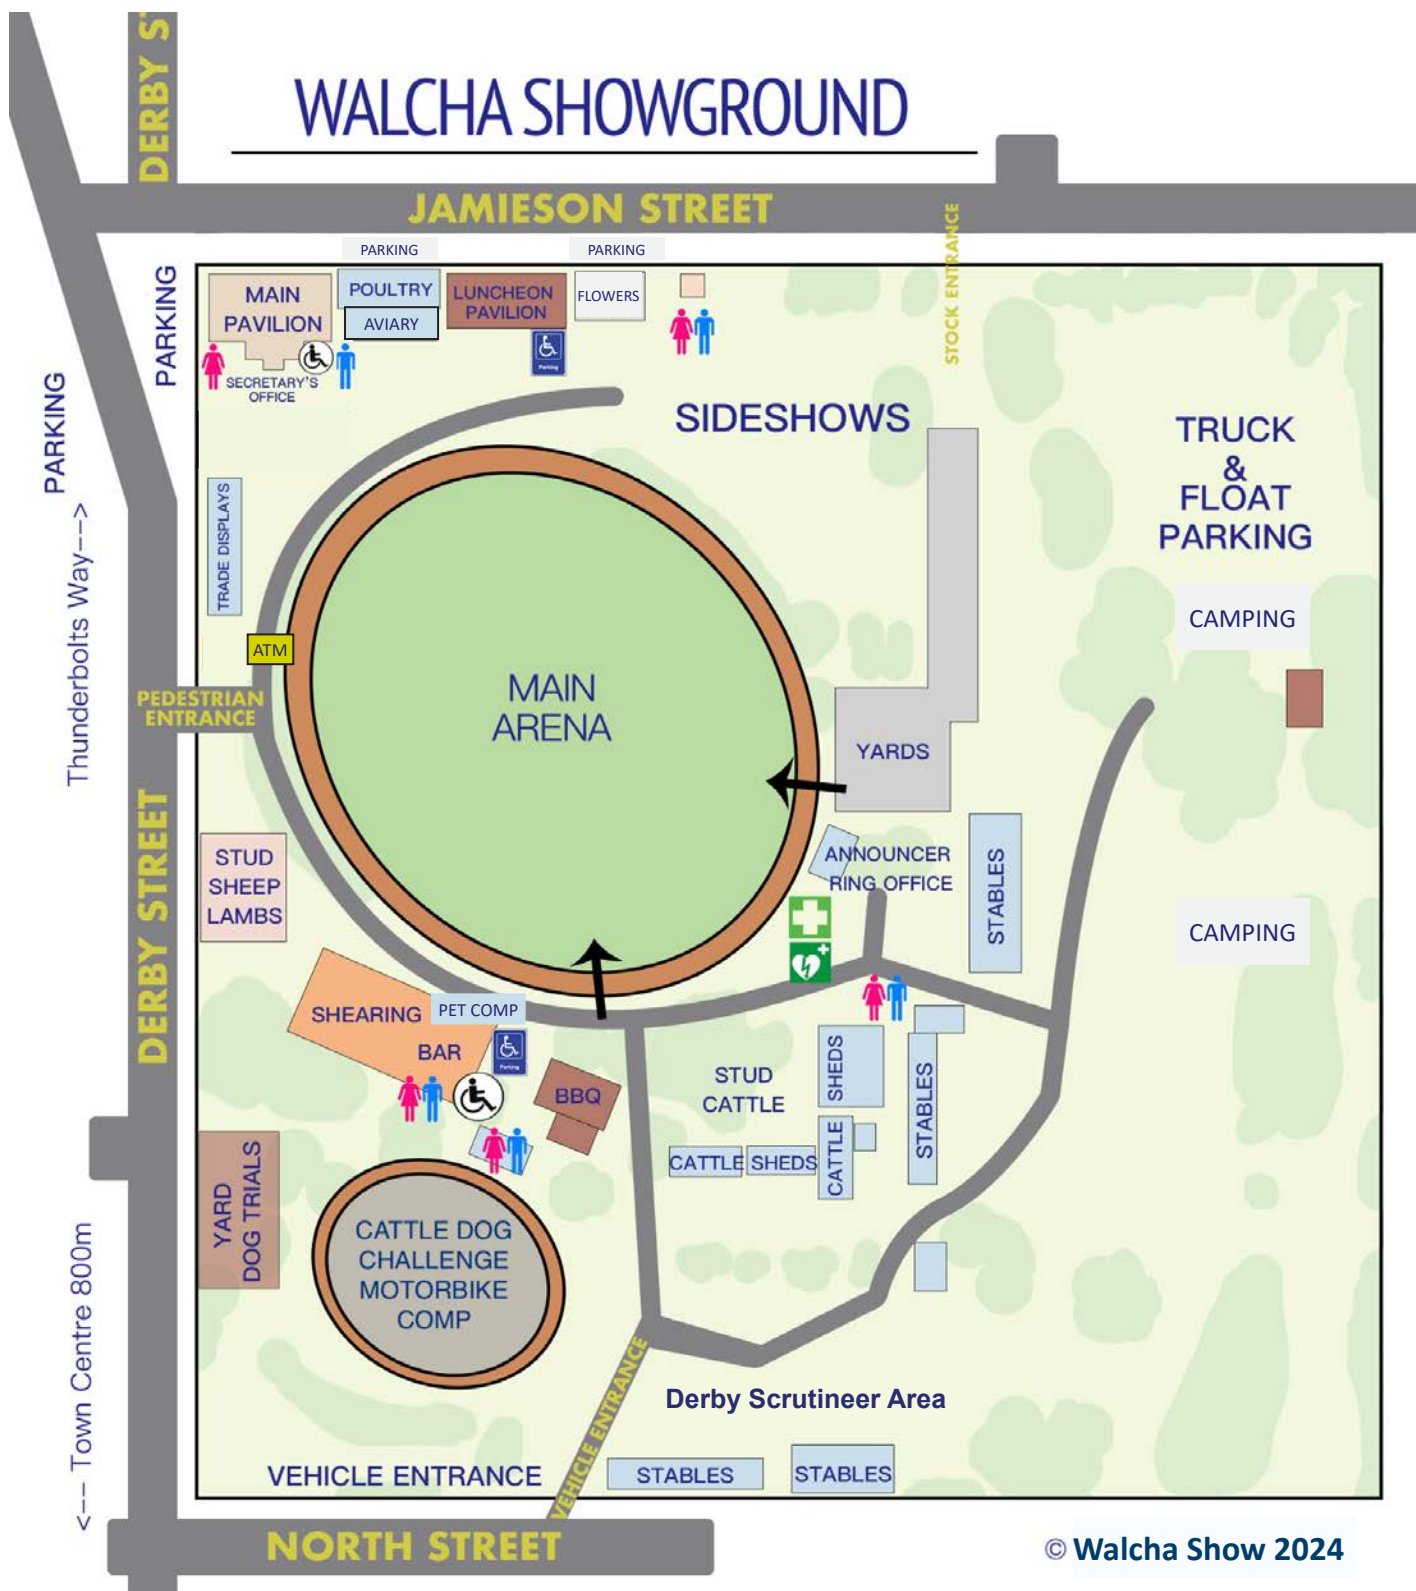 DERBY ST
WALCHA SHOWGROUND
JAMIESON STREET
STOCK ENTRANCE
PARKING
PARKING
PARKING
PARKING
MAIN
PAVILION
POULTRY
AVIARY
LUNCHEON
PAVILION
FLOWERS
Parking
SECRETARY'S
OFFICE
SIDESHOWS
TRUCK
&
FLOAT
PARKING
TRADE DISPLAYS
Thunderbolts Way-->
CAMPING
ATM
PEDESTRIAN
ENTRANCE
MAIN
ARENA
YARDS
DERBY STREET
STUD
SHEEP
LAMBS
ANNOUNCER
RING OFFICE
STABLES
CAMPING
SHEARING
PET COMP
BAR
Parking
BBQ
STUD
CATTLE
SHEDS
STABLES
CATTLE
SHEDS
CATTLE
YARD
DOG TRIALS
CATTLE DOG
CHALLENGE
MOTORBIKE
COMP
<-- Town Centre 800m
VEHICLE ENTRANCE
Derby Scrutineer Area
VEHICLE ENTRANCE
STABLES
STABLES
NORTH STREET
© Walcha Show 2024